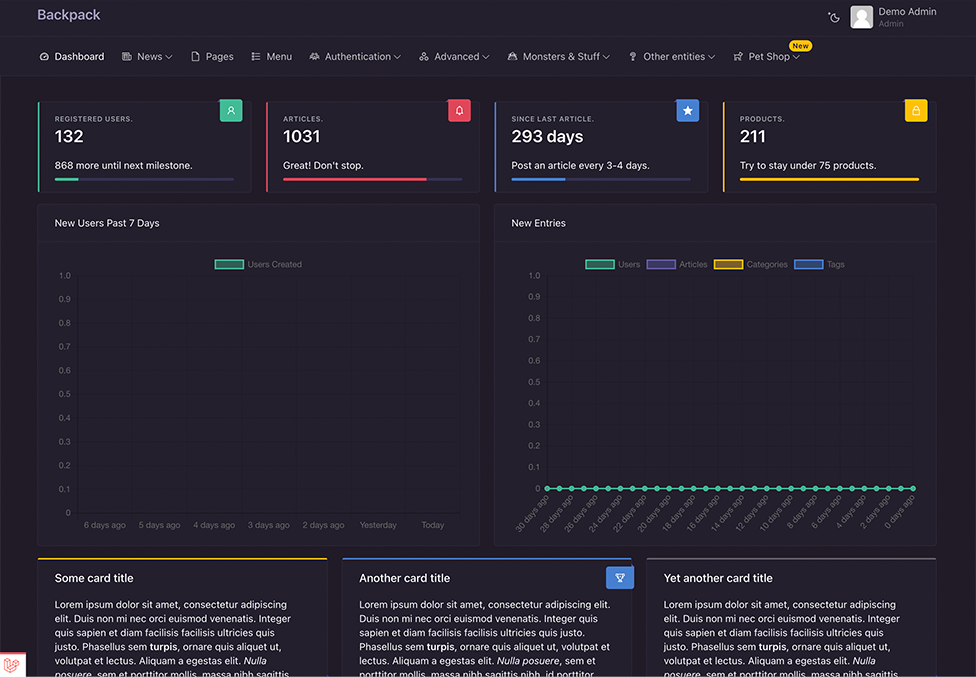 Backpack
Demo Admin
Admin
Dashboard News Pages Menu Authentication Advanced Monsters & Stuff Other entities Pet Shop New
REGISTERED USERS.
132
868 more until next milestone.
ARTICLES.
1031
Great! Don't stop.
SINCE LAST ARTICLE.
293 days
Post an article every 3-4 days.
PRODUCTS.
211
Try to stay under 75 products.
New Users Past 7 Days
Users Created
1.0
0.9
0.8
0.7
0.6
0.5
0.4
0.3
0.2
0.1
0
6 days ago 5 days ago 4 days ago 3 days ago 2 days ago Yesterday Today
New Entries
Users Articles Categories Tags
1.0
0.9
0.8
0.7
0.6
0.5
0.4
0.3
0.2
0.1
0
30 days ago 28 days ago 26 days ago 24 days ago 22 days ago 20 days ago 18 days ago 16 days ago 14 days ago 12 days ago 10 days ago 8 days ago 6 days ago 4 days ago 2 days ago 0 days ago
Some card title
Lorem ipsum dolor sit amet, consectetur adipiscing
elit. Duis non mi nec orci euismod venenatis. Integer
quis sapien et diam facilisis facilisis ultricies quis
justo. Phasellus sem turpis, ornare quis aliquet ut,
volutpat et lectus. Aliquam a egestas elit. Nulla
posuere, sem et porttitor mollis, massa nibh sagittis
Another card title
Lorem ipsum dolor sit amet, consectetur adipiscing elit.
Duis non mi nec orci euismod venenatis. Integer quis
sapien et diam facilisis facilisis ultricies quis justo.
Phasellus sem turpis, ornare quis aliquet ut, volutpat
et lectus. Aliquam a egestas elit. Nulla posuere, sem et
porttitor mollis, massa nibh sagittis nibh, id porttitor
Yet another card title
Lorem ipsum dolor sit amet, consectetur adipiscing
elit. Duis non mi nec orci euismod venenatis. Integer
quis sapien et diam facilisis facilisis ultricies quis
justo. Phasellus sem turpis, ornare quis aliquet ut,
volutpat et lectus. Aliquam a egestas elit. Nulla
posuere, sem et porttitor mollis, massa nibh sagittis